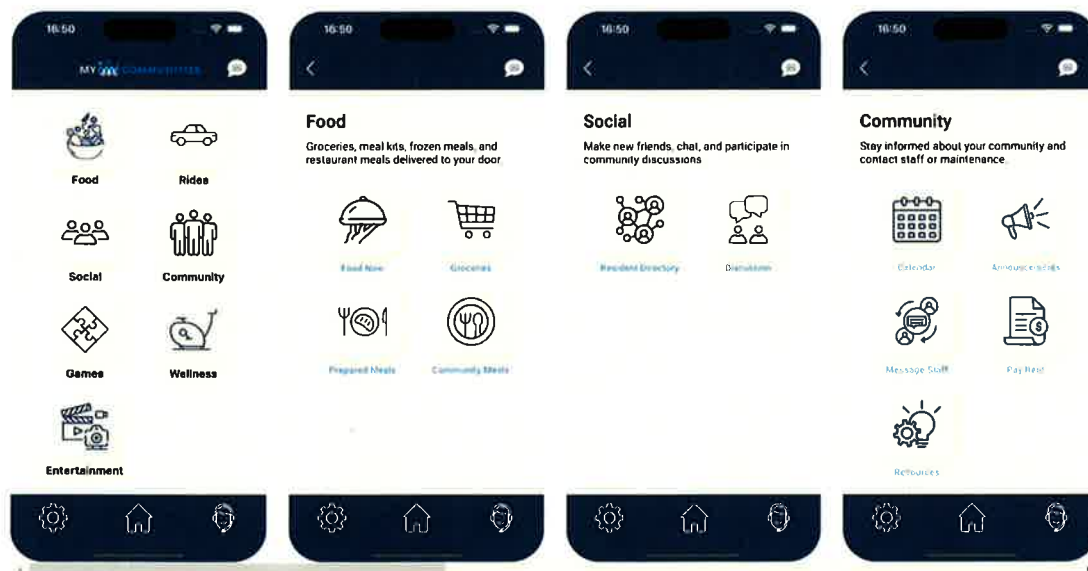 16:50
MY COMMUNITIES
Food
Rides
Social
Community
Games
Wellness
Entertainment
16:50
Food
Groceries, meal kits, frozen meals, and
restaurant meals delivered to your door
Food Now
Groceries
Prepared Meals
Community Meals
16:50
Social
Make new friends, chat, and participate in
community discussions
Resident Directory
Discussions
16:50
Community
Stay informed about your community and
contact staff or maintenance.
Calendar
Announcements
Message Staff
Pay Rent
Resources